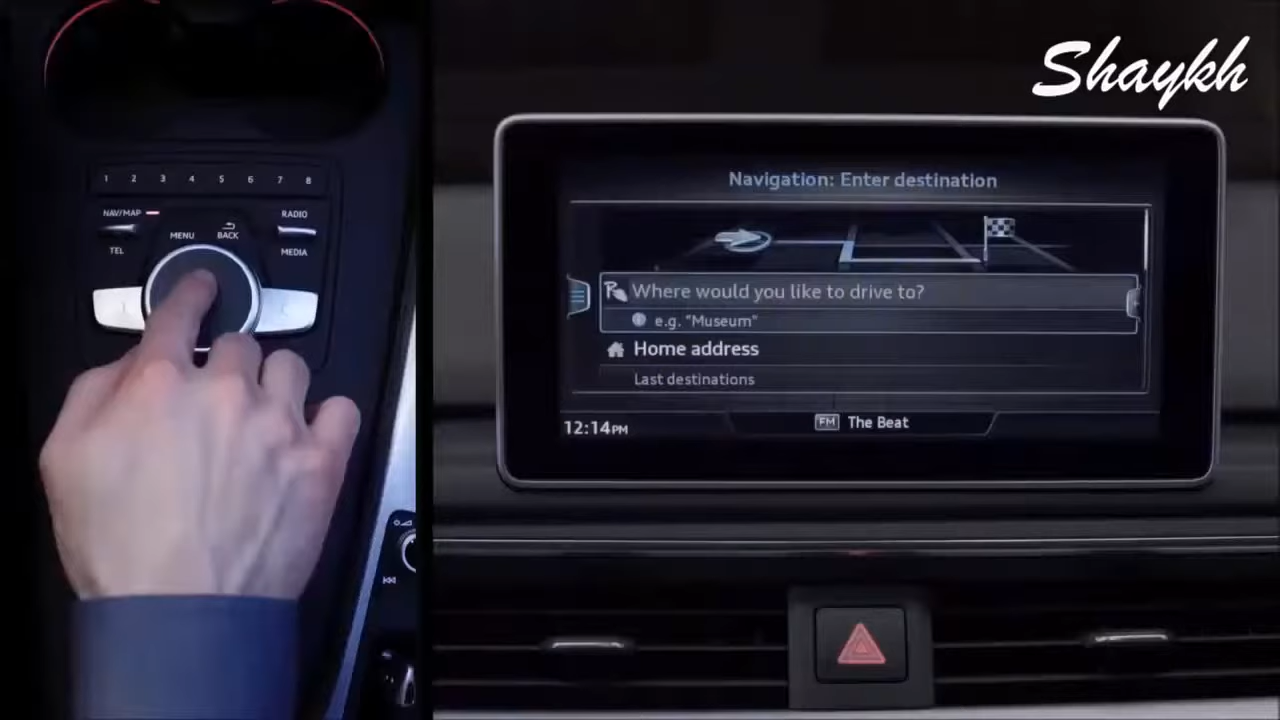 Shaykh
1 2 3 4 5 6 7 8
NAV/MAP
RADIO
MENU
BACK
TEL
MEDIA
Navigation: Enter destination
Where would you like to drive to?
e.g. "Museum"
Home address
Last destinations
12:14PM
FM The Beat